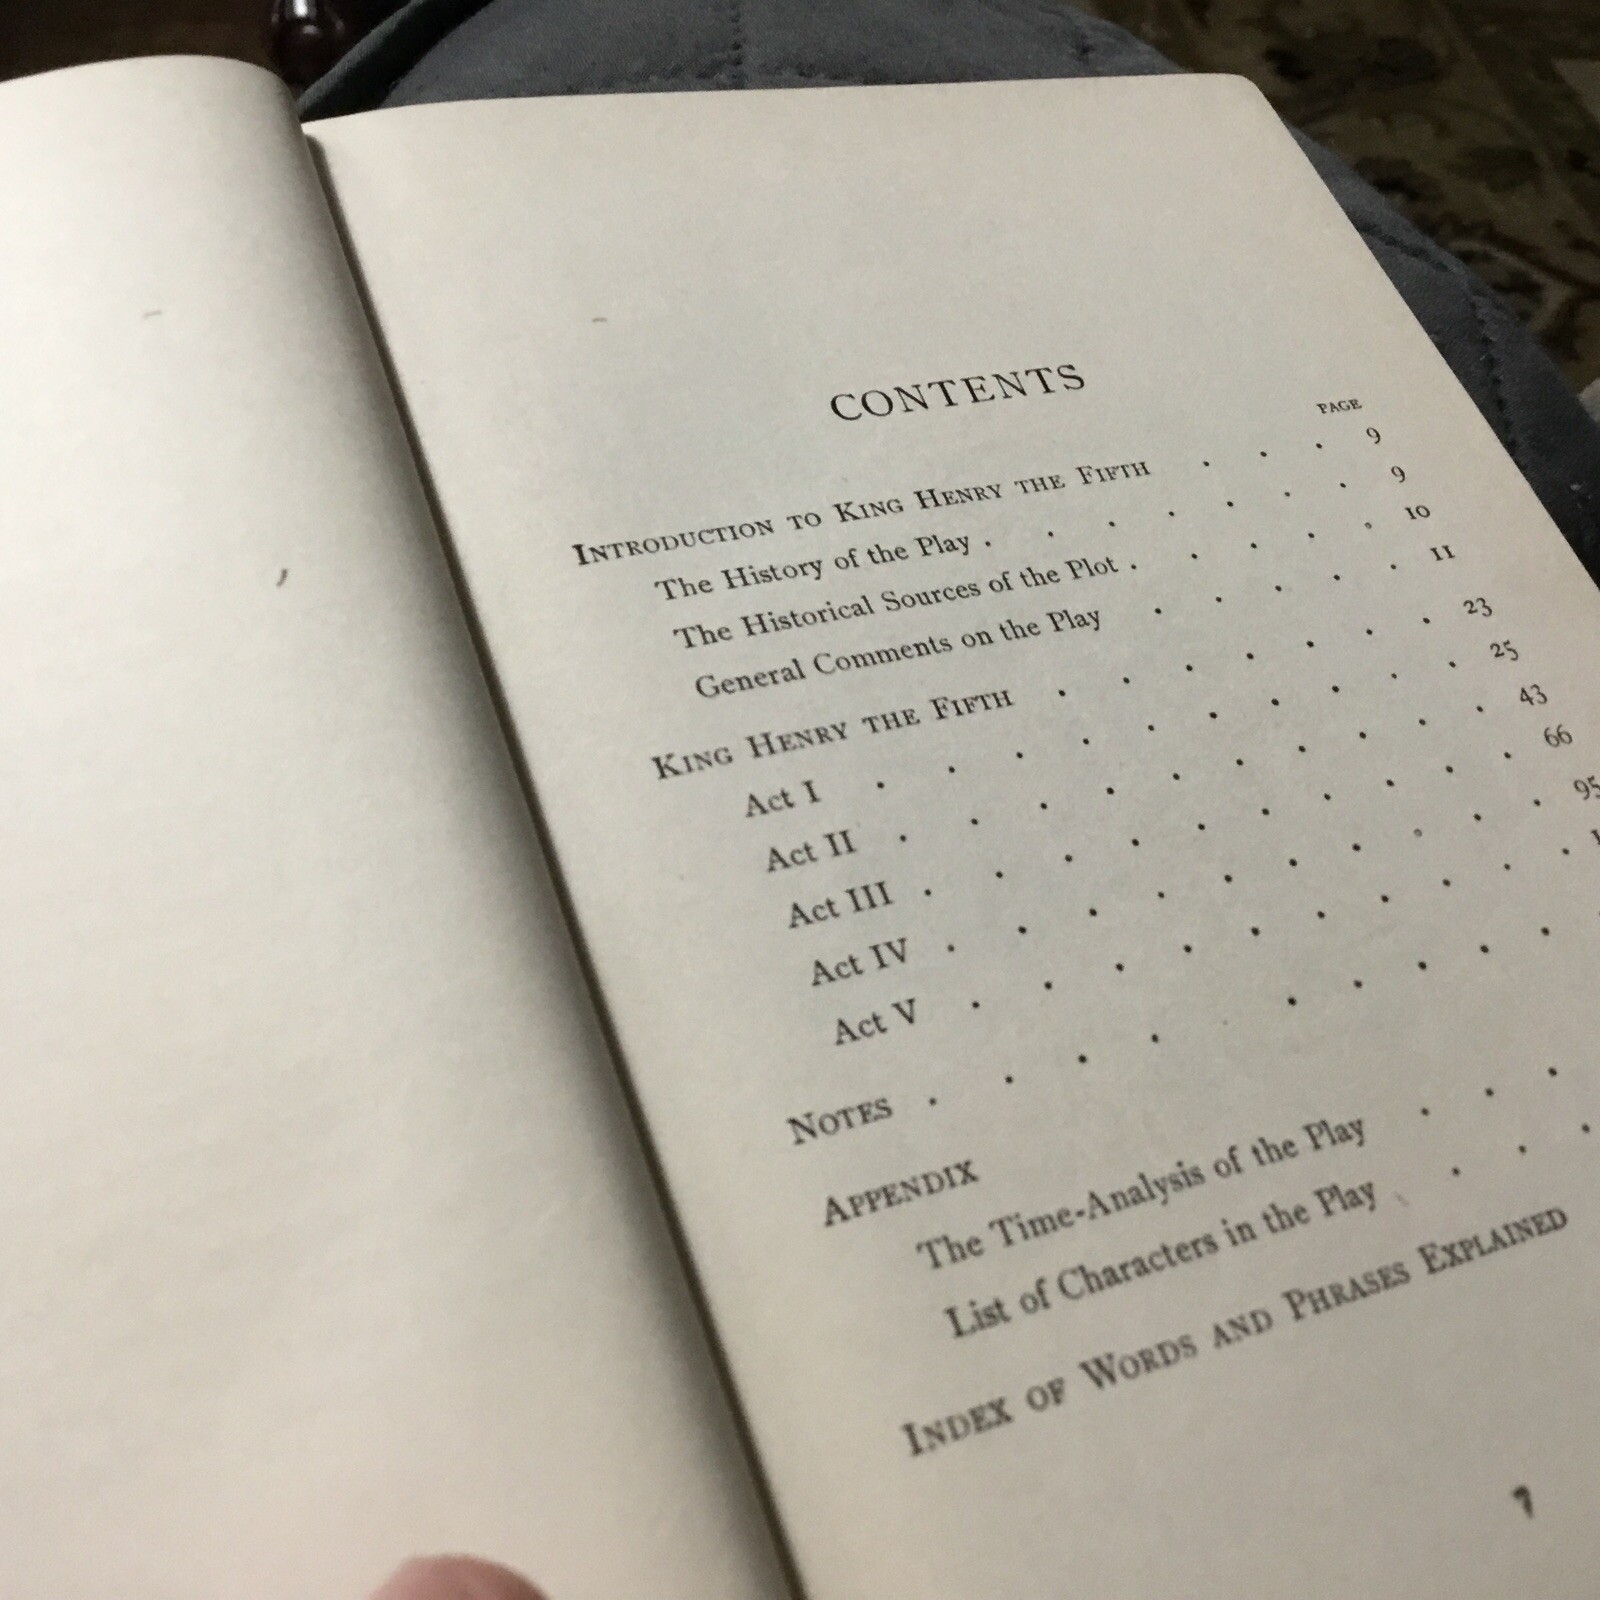 CONTENTS
PAGE
INTRODUCTION TO KING HENRY THE FIFTH . . . 9
The History of the Play . . . . . . . 9
The Historical Sources of the Plot . . . . . 10
General Comments on the Play . . . . . 11
KING HENRY THE FIFTH . . . . . . . 23
Act I . . . . . . . . . . 25
Act II . . . . . . . . . . 43
Act III . . . . . . . . . . 66
Act IV . . . . . . . . . . 95
Act V . . . . . . . . . .
NOTES . . . . . . . . .
APPENDIX
The Time-Analysis of the Play . . .
List of Characters in the Play . . .
INDEX OF WORDS AND PHRASES EXPLAINED
7